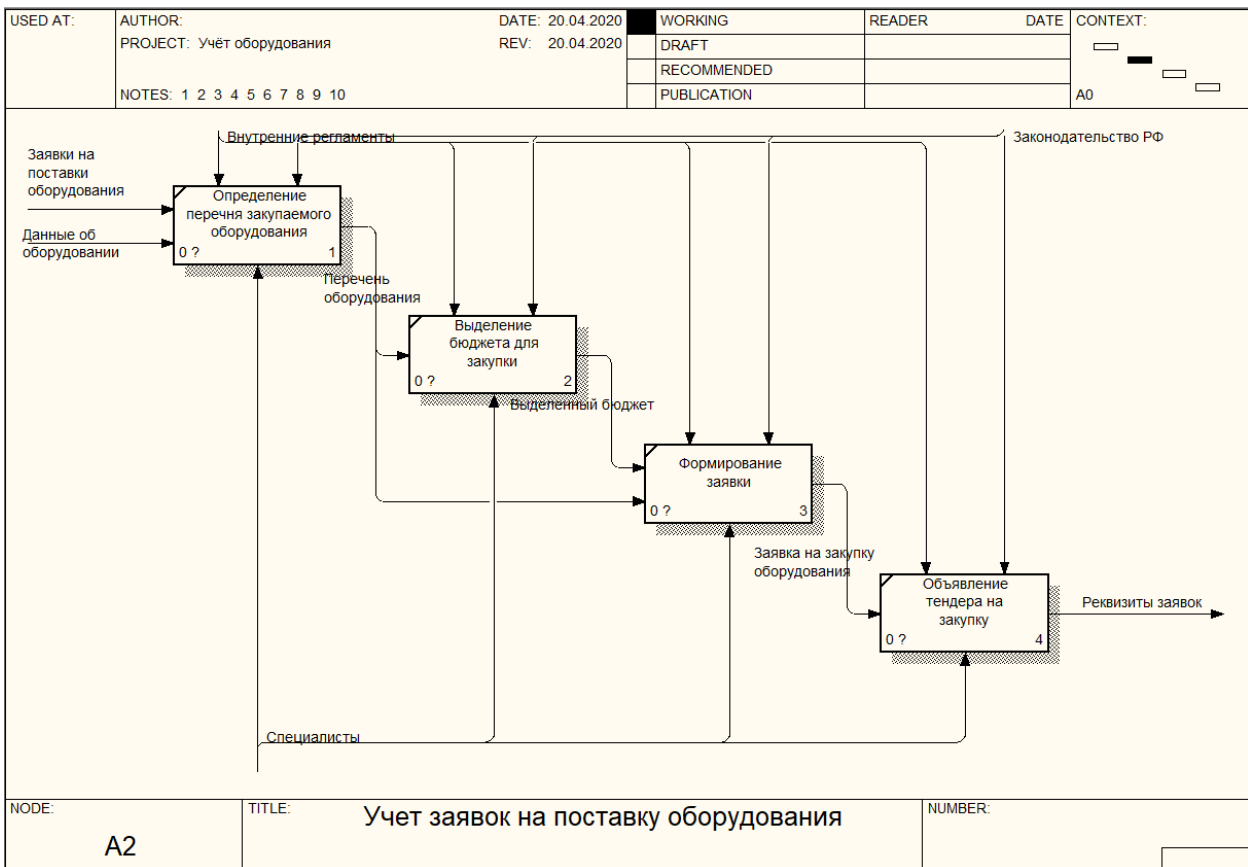 USED AT:
AUTHOR:
DATE: 20.04.2020
WORKING
READER
DATE
CONTEXT:
PROJECT: Учёт оборудования
REV: 20.04.2020
DRAFT
RECOMMENDED
NOTES: 1 2 3 4 5 6 7 8 9 10
PUBLICATION
A0
Внутренние регламенты
Законодательство РФ
Заявки на
поставки
оборудования
Данные об
оборудовании
Определение
перечня закупаемого
оборудования
0 ?
1
Перечень
оборудования
Выделение
бюджета для
закупки
0 ?
2
Выделенный бюджет
Формирование
заявки
0 ?
3
Заявка на закупку
оборудования
Объявление
тендера на
закупку
0 ?
4
Реквизиты заявок
Специалисты
NODE:
A2
TITLE:
Учет заявок на поставку оборудования
NUMBER: